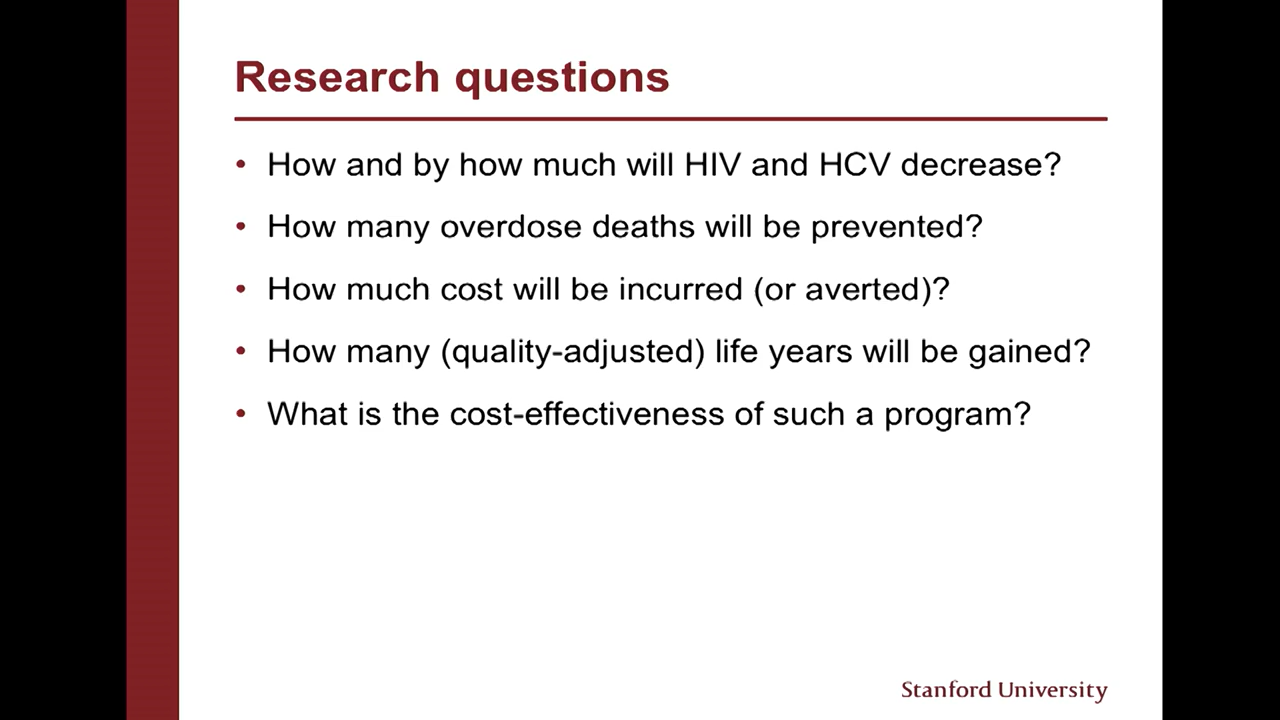 Research questions
• How and by how much will HIV and HCV decrease?
• How many overdose deaths will be prevented?
• How much cost will be incurred (or averted)?
• How many (quality-adjusted) life years will be gained?
• What is the cost-effectiveness of such a program?
Stanford University